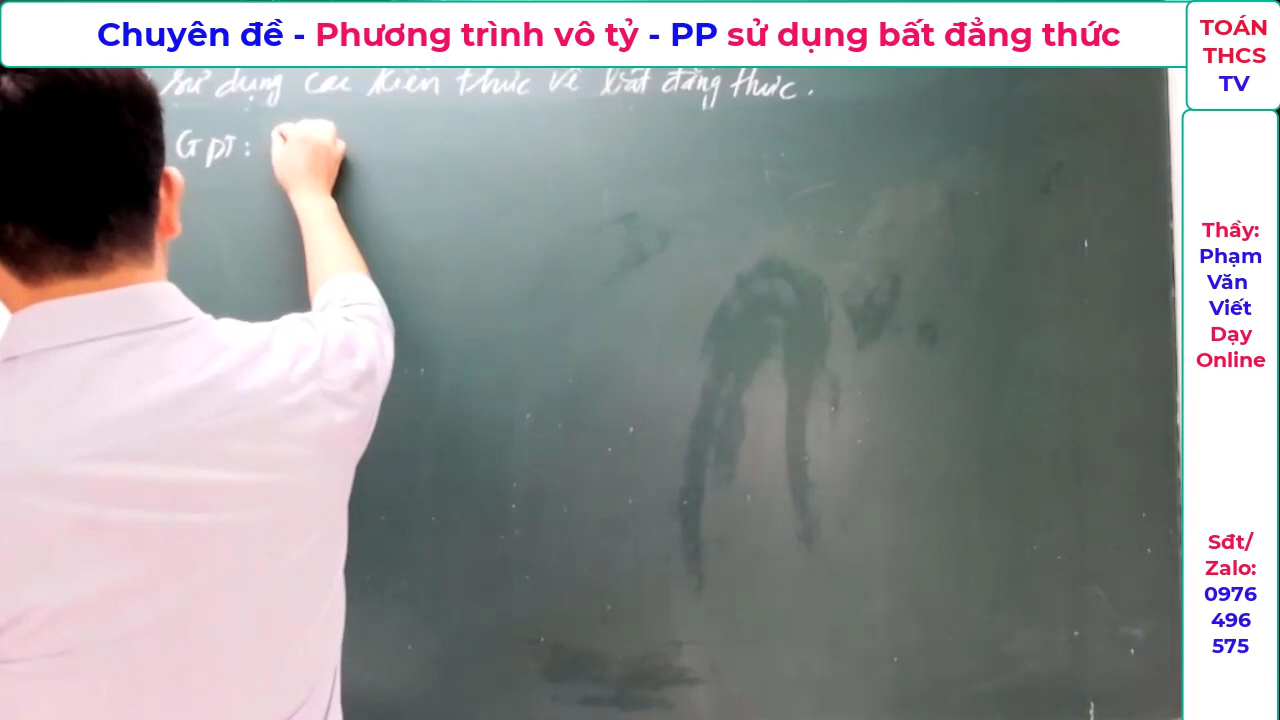 Chuyên đề - Phương trình vô tỷ - PP sử dụng bất đẳng thức
TOÁN
THCS
TV
sử dụng các kiến thức về bất đẳng thức.
Gpt:
Thầy:
Phạm
Văn
Viết
Dạy
Online
Sđt/
Zalo:
0976
496
575